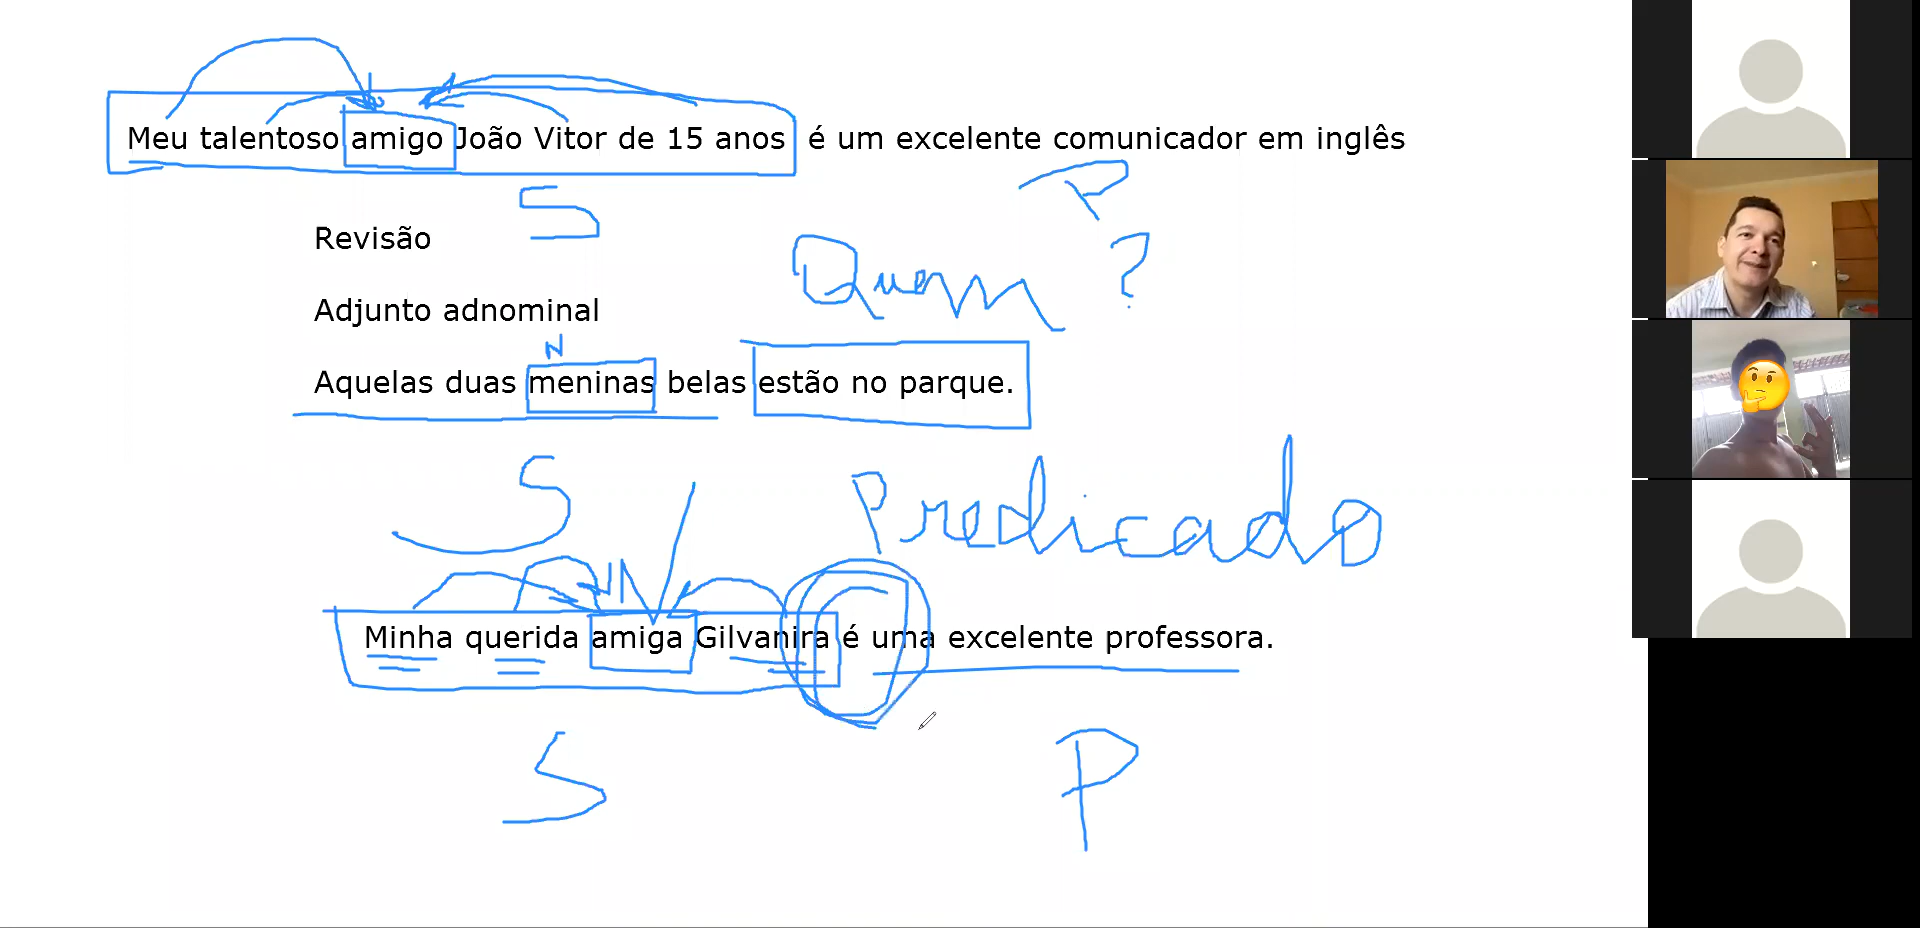 Meu talentoso amigo João Vitor de 15 anos é um excelente comunicador em inglês
S P
Revisão
Quem ?
Adjunto adnominal
N
Aquelas duas meninas belas estão no parque.
S Predicado
N
Minha querida amiga Gilvanira é uma excelente professora.
S P